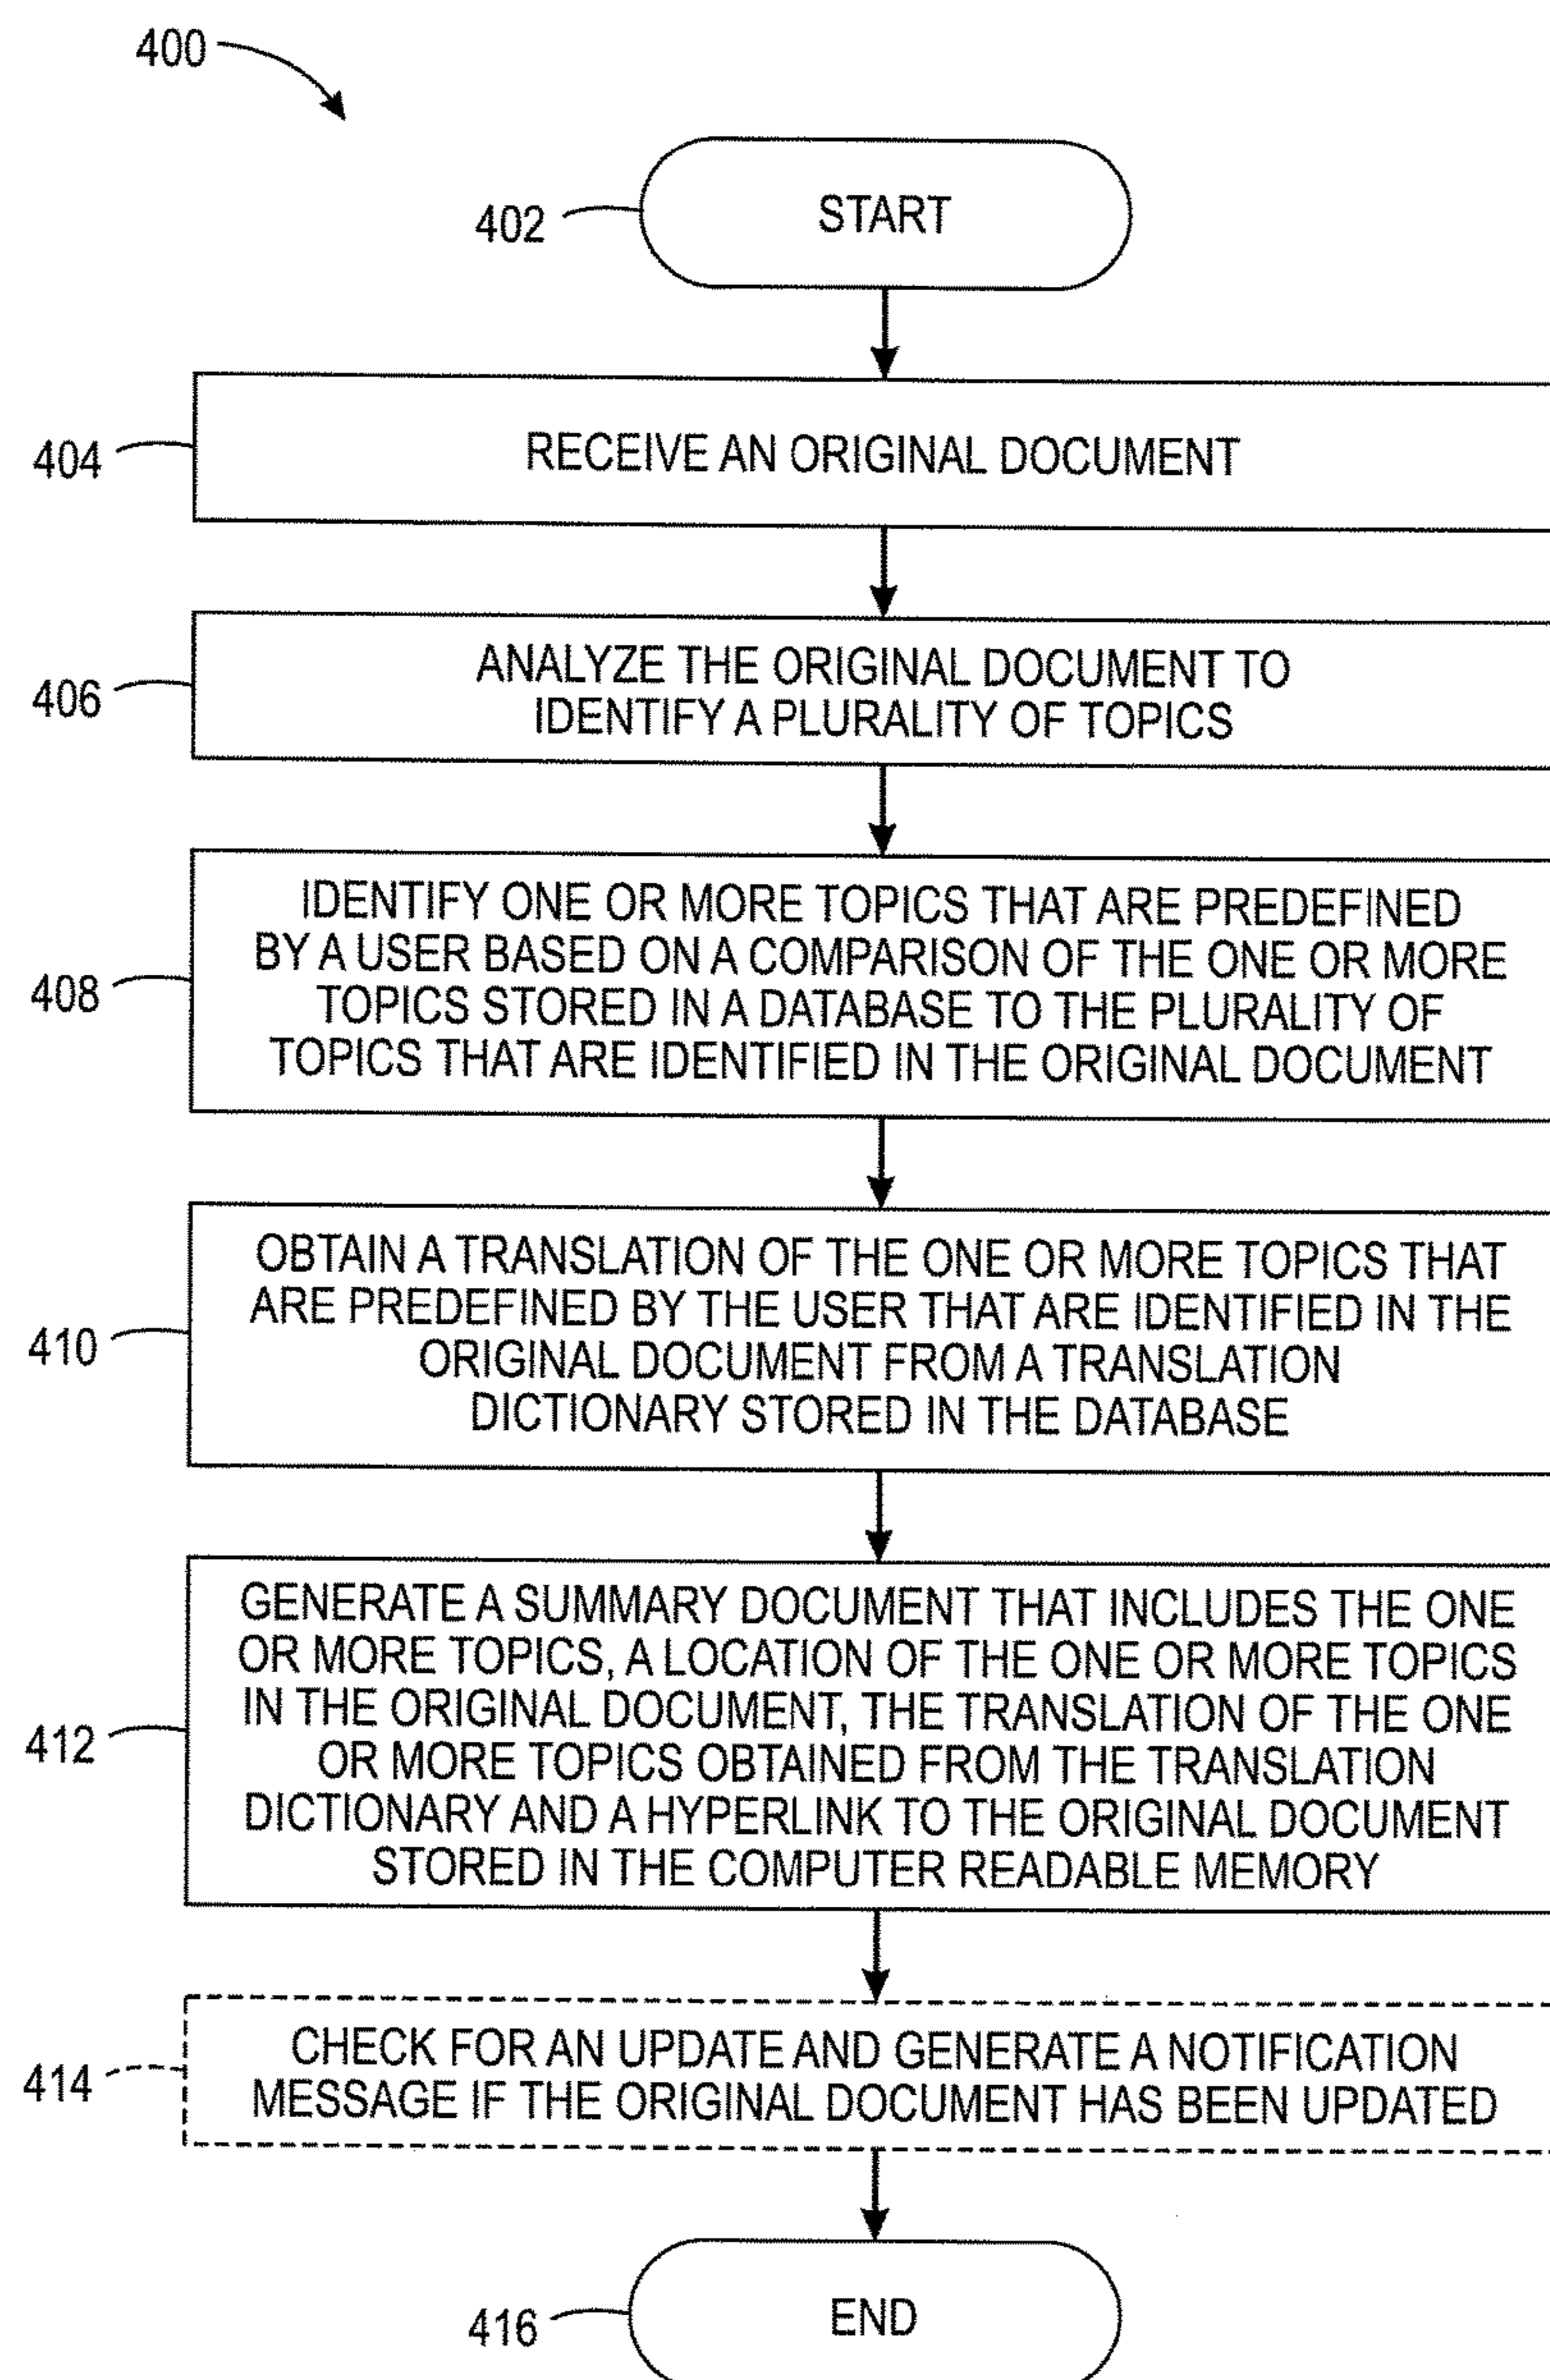 400
402
START
404
RECEIVE AN ORIGINAL DOCUMENT
406
ANALYZE THE ORIGINAL DOCUMENT TO
IDENTIFY A PLURALITY OF TOPICS
408
IDENTIFY ONE OR MORE TOPICS THAT ARE PREDEFINED
BY A USER BASED ON A COMPARISON OF THE ONE OR MORE
TOPICS STORED IN A DATABASE TO THE PLURALITY OF
TOPICS THAT ARE IDENTIFIED IN THE ORIGINAL DOCUMENT
410
OBTAIN A TRANSLATION OF THE ONE OR MORE TOPICS THAT
ARE PREDEFINED BY THE USER THAT ARE IDENTIFIED IN THE
ORIGINAL DOCUMENT FROM A TRANSLATION
DICTIONARY STORED IN THE DATABASE
412
GENERATE A SUMMARY DOCUMENT THAT INCLUDES THE ONE
OR MORE TOPICS, A LOCATION OF THE ONE OR MORE TOPICS
IN THE ORIGINAL DOCUMENT, THE TRANSLATION OF THE ONE
OR MORE TOPICS OBTAINED FROM THE TRANSLATION
DICTIONARY AND A HYPERLINK TO THE ORIGINAL DOCUMENT
STORED IN THE COMPUTER READABLE MEMORY
414
CHECK FOR AN UPDATE AND GENERATE A NOTIFICATION
MESSAGE IF THE ORIGINAL DOCUMENT HAS BEEN UPDATED
416
END